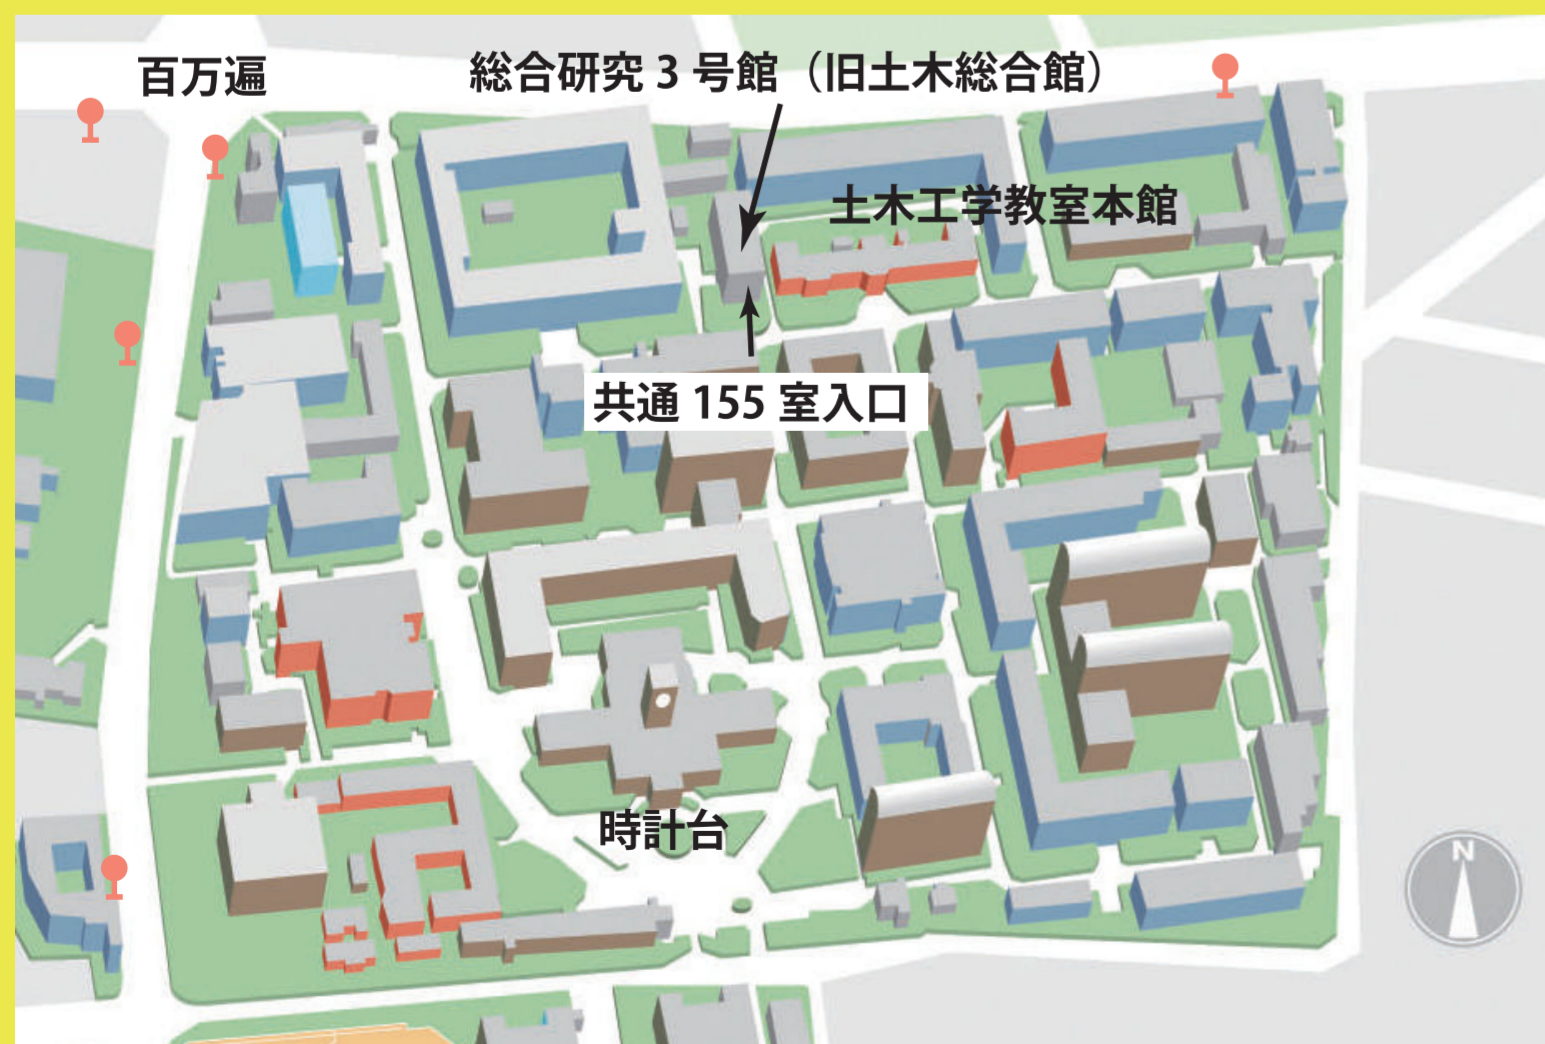 百万遍
総合研究 3 号館（旧土木総合館）
土木工学教室本館
共通 155 室入口
時計台
N